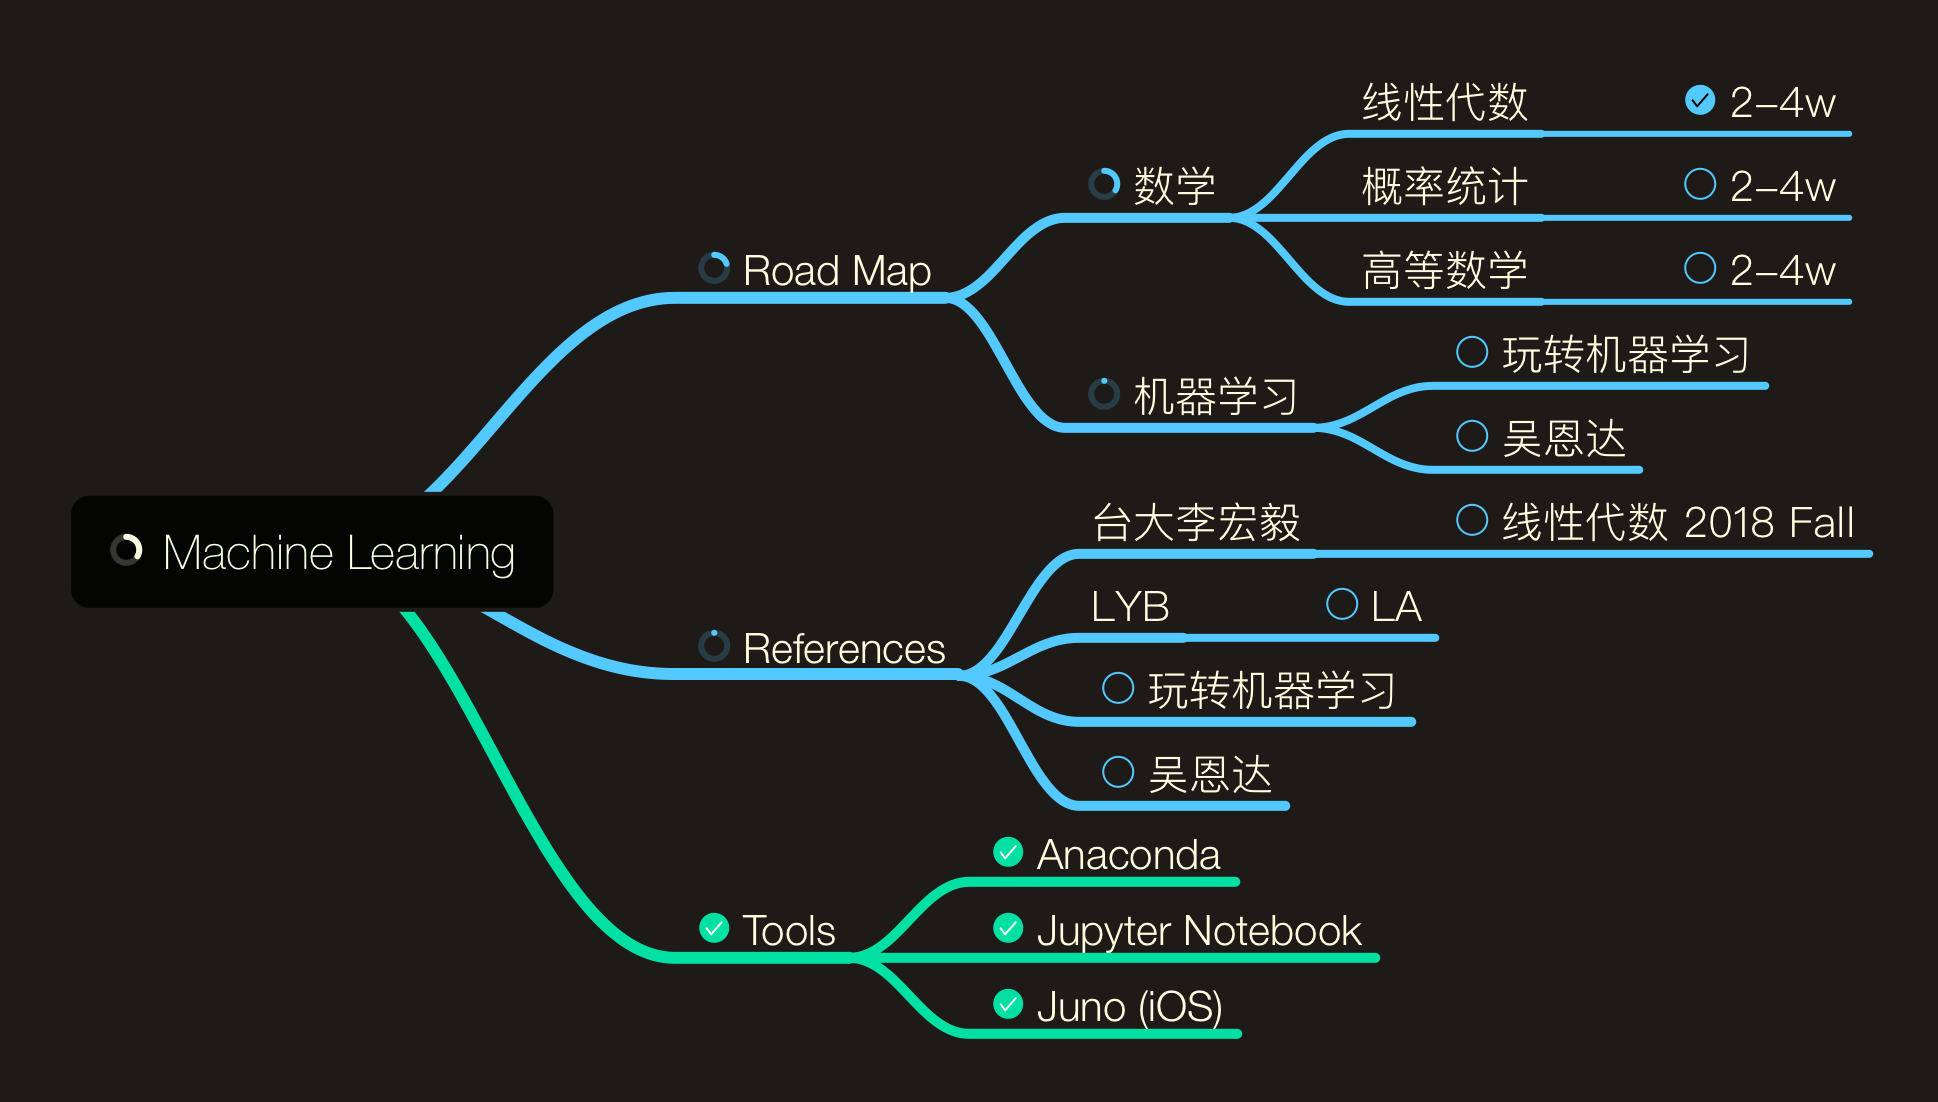 Machine Learning
Road Map
数学
线性代数
2–4w
概率统计
2–4w
高等数学
2–4w
机器学习
玩转机器学习
吴恩达
References
台大李宏毅
线性代数 2018 Fall
LYB
LA
玩转机器学习
吴恩达
Tools
Anaconda
Jupyter Notebook
Juno (iOS)